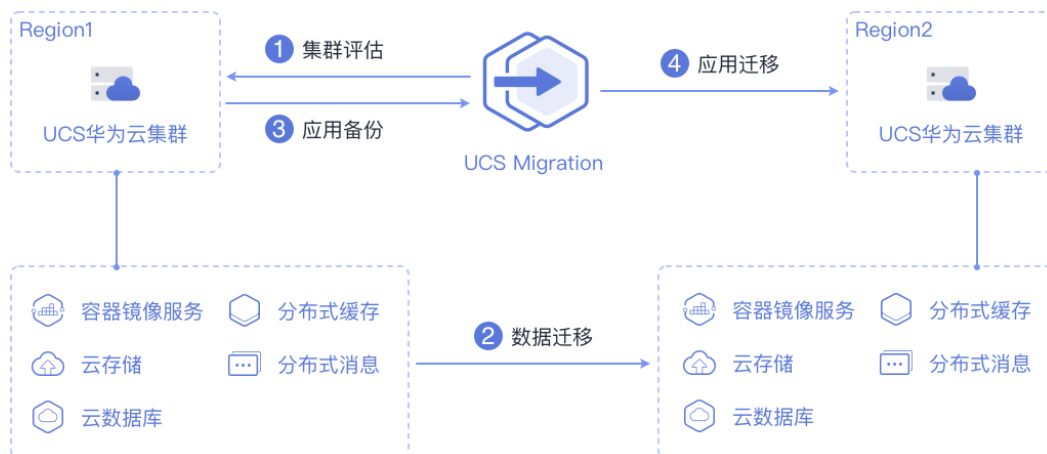 Region1
Region2
1 集群评估
4 应用迁移
UCS华为云集群
3 应用备份
UCS华为云集群
UCS Migration
容器镜像服务 分布式缓存
云存储 分布式消息
云数据库
2 数据迁移
容器镜像服务 分布式缓存
云存储 分布式消息
云数据库